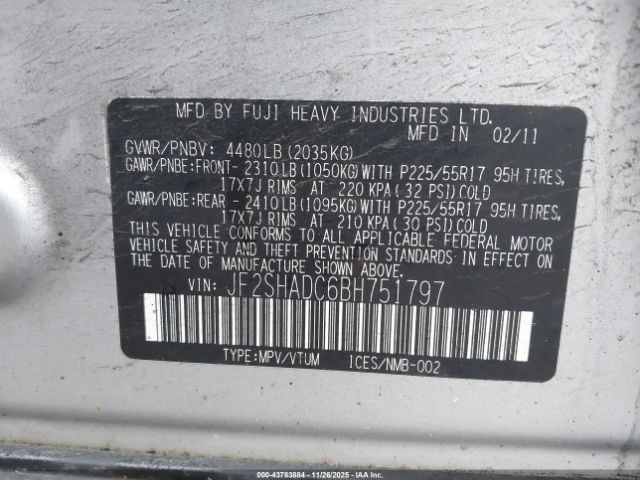 MFD BY FUJI HEAVY INDUSTRIES LTD.
MFD IN 02/11
GVWR/PNBV: 4480LB(2035KG)
GAWR/PNBE:FRONT- 2310LB(1050KG)WITH P225/55R17 95H TIRES,
17X7J RIMS AT 220 KPA(32 PSI)COLD
GAWR/PNBE:REAR - 2410LB(1095KG)WITH P225/55R17 95H TIRES,
17X7J RIMS AT 210 KPA(30 PSI)COLD
THIS VEHICLE CONFORMS TO ALL APPLICABLE FEDERAL MOTOR
VEHICLE SAFETY AND THEFT PREVENTION STANDARDS IN EFFECT ON
THE DATE OF MANUFACTURE SHOWN ABOVE.
VIN: JF2SHADC6BH751797
TYPE:MPV/VTUM ICES/NMB-002
© IAA 000-43783884 | 11/26/2025 - IAAI.COM